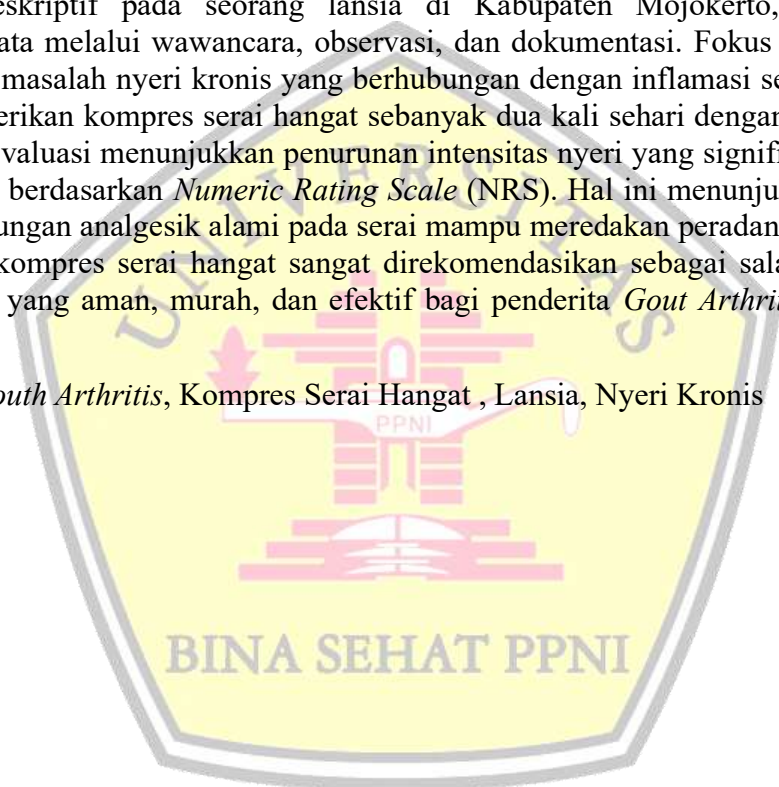 eskriptif pada seorang lansia di Kabupaten Mojokerto,
ata melalui wawancara, observasi, dan dokumentasi. Fokus
masalah nyeri kronis yang berhubungan dengan inflamasi se
erikan kompres serai hangat sebanyak dua kali sehari dengan
valuasi menunjukkan penurunan intensitas nyeri yang signifi
berdasarkan Numeric Rating Scale (NRS). Hal ini menunju
ungan analgesik alami pada serai mampu meredakan peradan
kompres serai hangat sangat direkomendasikan sebagai sala
yang aman, murah, dan efektif bagi penderita Gout Arthri
outh Arthritis, Kompres Serai Hangat , Lansia, Nyeri Kronis
UNIVERSITAS
PPNI
BINA SEHAT PPNI